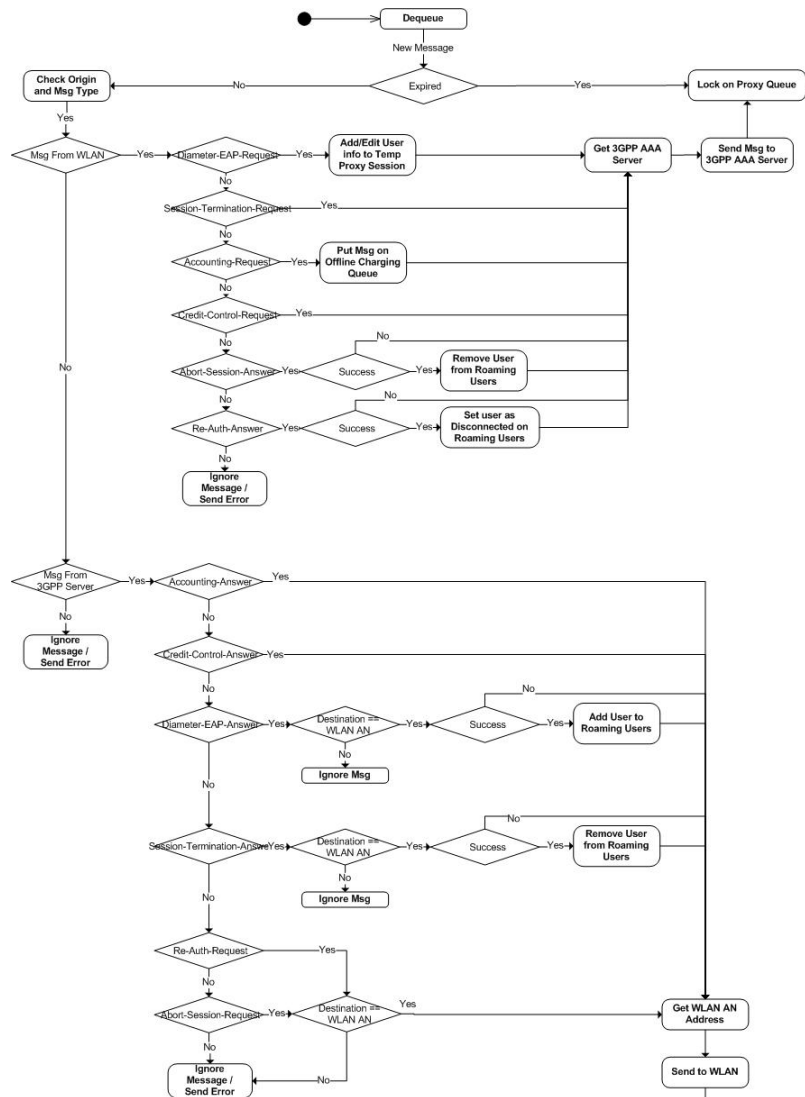 Dequeue
New Message
Expired
No
Yes
Check Origin
and Msg Type
Lock on Proxy Queue
Yes
Msg From WLAN
Yes
Diameter-EAP-Request
Yes
Add/Edit User
info to Temp
Proxy Session
Get 3GPP AAA
Server
Send Msg to
3GPP AAA Server
No
Session-Termination-Request
Yes
No
Accounting-Request
Yes
Put Msg on
Offline Charging
Queue
No
Credit-Control-Request
Yes
No
No
Abort-Session-Answer
Yes
Success
Yes
Remove User
from Roaming
Users
No
No
No
Re-Auth-Answer
Yes
Success
Yes
Set user as
Disconnected on
Roaming Users
No
Ignore
Message /
Send Error
Msg From
3GPP Server
Yes
Accounting-Answer
Yes
No
Ignore
Message /
Send Error
No
Credit-Control-Answer
Yes
No
No
Diameter-EAP-Answer
Yes
Destination ==
WLAN AN
Yes
Success
Yes
Add User to
Roaming Users
No
Ignore Msg
No
No
Session-Termination-Answe
Yes
Destination ==
WLAN AN
Yes
Success
Yes
Remove User
from Roaming
Users
No
Ignore Msg
No
Re-Auth-Request
Yes
No
Abort-Session-Request
Yes
Destination ==
WLAN AN
Yes
Get WLAN AN
Address
No
Ignore
Message /
Send Error
No
Send to WLAN